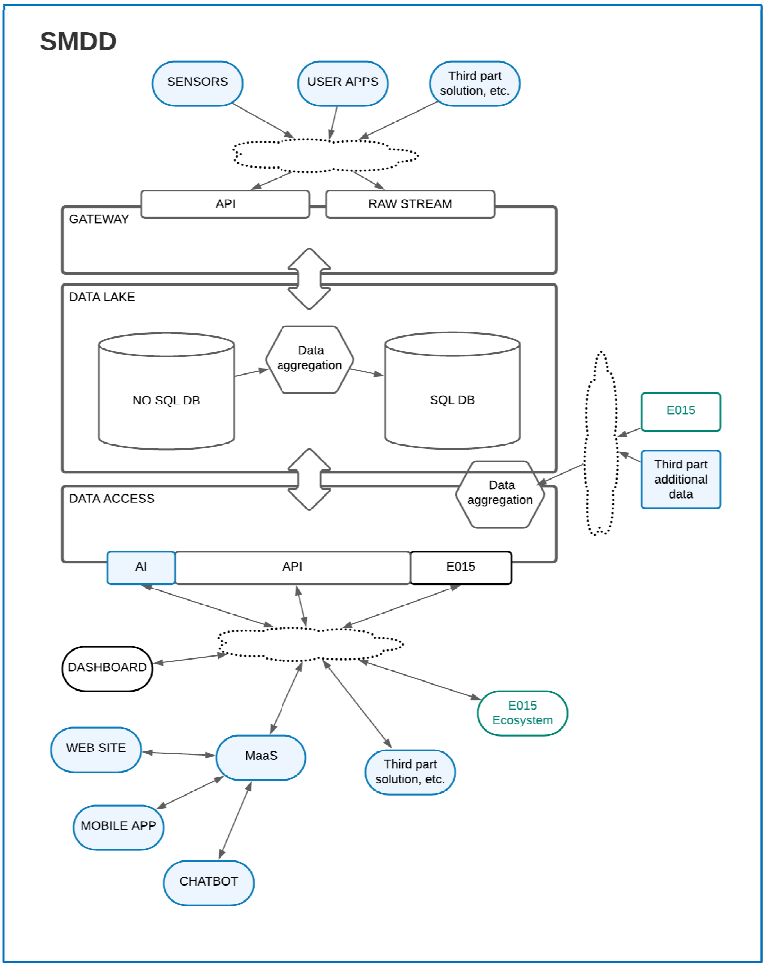 SMDD
SENSORS
USER APPS
Third part
solution, etc.
API
RAW STREAM
GATEWAY
DATA LAKE
NO SQL DB
Data
aggregation
SQL DB
E015
Third part
additional
data
Data
aggregation
DATA ACCESS
AI
API
E015
DASHBOARD
E015
Ecosystem
WEB SITE
MaaS
Third part
solution, etc.
MOBILE APP
CHATBOT